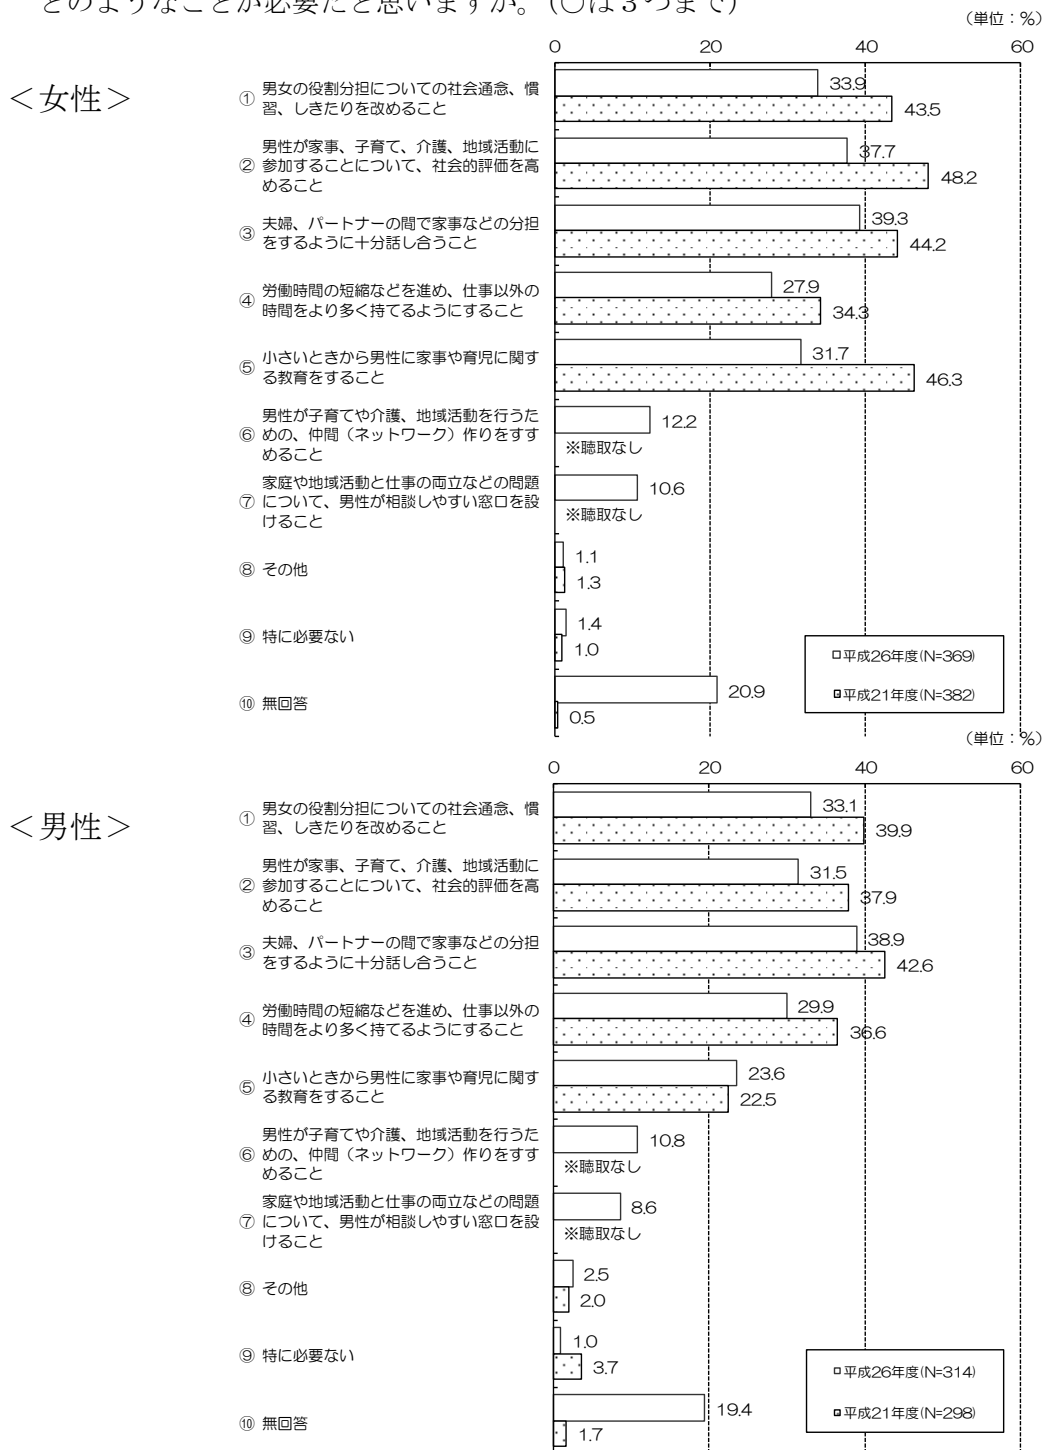 どのようなことが必要だと思いますか。（○は３つまで）
（単位：％）
0 20 40 60
＜女性＞
① 男女の役割分担についての社会通念、慣
習、しきたりを改めること
33.9
43.5
② 男性が家事、子育て、介護、地域活動に
参加することについて、社会的評価を高
めること
37.7
48.2
③ 夫婦、パートナーの間で家事などの分担
をするように十分話し合うこと
39.3
44.2
④ 労働時間の短縮などを進め、仕事以外の
時間をより多く持てるようにすること
27.9
34.3
⑤ 小さいときから男性に家事や育児に関す
る教育をすること
31.7
46.3
⑥ 男性が子育てや介護、地域活動を行うた
めの、仲間（ネットワーク）作りをすす
めること
12.2
※聴取なし
⑦ 家庭や地域活動と仕事の両立などの問題
について、男性が相談しやすい窓口を設
けること
10.6
※聴取なし
⑧ その他
1.1
1.3
⑨ 特に必要ない
1.4
1.0
⑩ 無回答
20.9
0.5
平成26年度(N=369)
平成21年度(N=382)
（単位：％）
0 20 40 60
＜男性＞
① 男女の役割分担についての社会通念、慣
習、しきたりを改めること
33.1
39.9
② 男性が家事、子育て、介護、地域活動に
参加することについて、社会的評価を高
めること
31.5
37.9
③ 夫婦、パートナーの間で家事などの分担
をするように十分話し合うこと
38.9
42.6
④ 労働時間の短縮などを進め、仕事以外の
時間をより多く持てるようにすること
29.9
36.6
⑤ 小さいときから男性に家事や育児に関す
る教育をすること
23.6
22.5
⑥ 男性が子育てや介護、地域活動を行うた
めの、仲間（ネットワーク）作りをすす
めること
10.8
※聴取なし
⑦ 家庭や地域活動と仕事の両立などの問題
について、男性が相談しやすい窓口を設
けること
8.6
※聴取なし
⑧ その他
2.5
2.0
⑨ 特に必要ない
1.0
3.7
⑩ 無回答
19.4
1.7
平成26年度(N=314)
平成21年度(N=298)